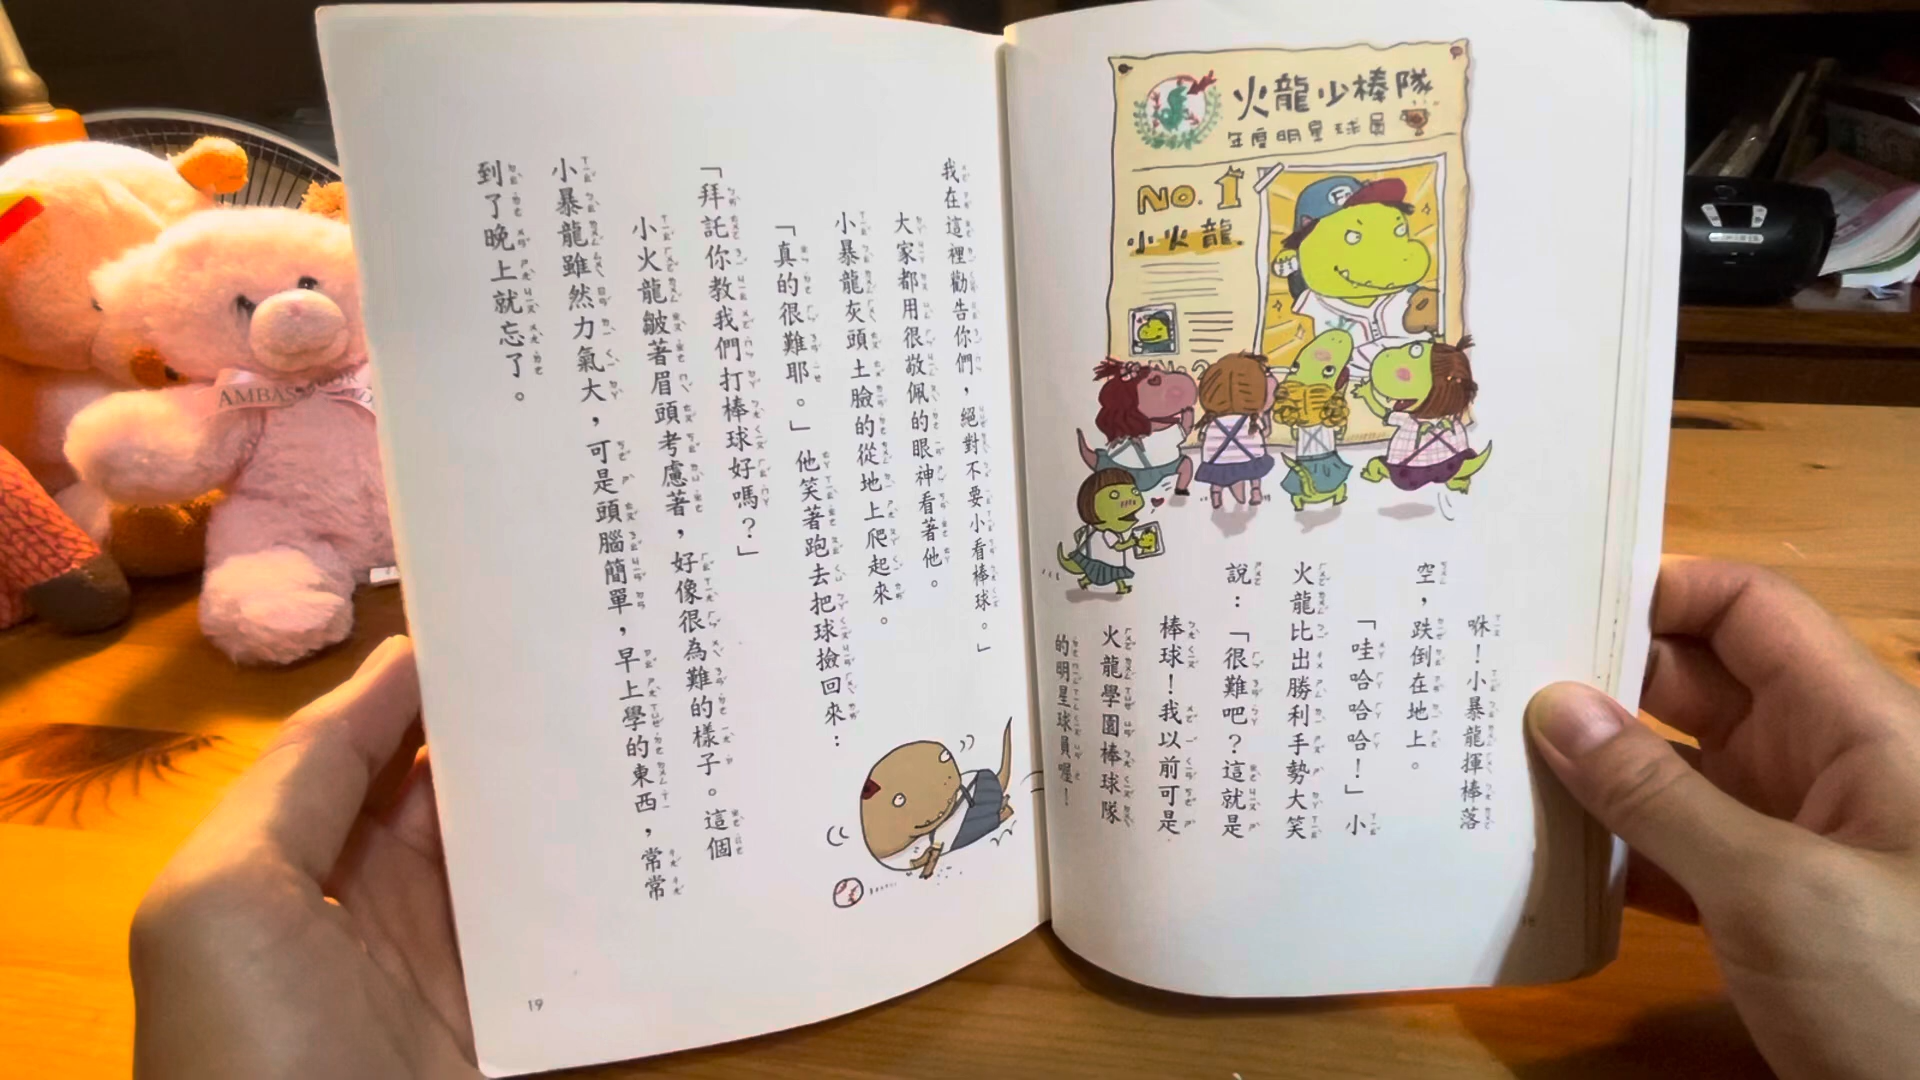 火龍少棒隊
年度明星球員
NO.1
小火龍
咻！小暴龍揮棒落
空，跌倒在地上。
「哇哈哈哈！」小
火龍比出勝利手勢大笑
說：「很難吧？這就是
棒球！我以前可是
火龍學園棒球隊
的明星球員喔！
我在這裡勸告你們，絕對不要小看棒球。」
大家都用很敬佩的眼神看著他。
小暴龍灰頭土臉的從地上爬起來。
「真的很難耶。」他笑著跑去把球撿回來：
「拜託你教我們打棒球好嗎？」
小火龍皺著眉頭考慮著，好像很為難的樣子。這個
小暴龍雖然力氣大，可是頭腦簡單，早上學的東西，常常
到了晚上就忘了。
19
AMBASSADOR